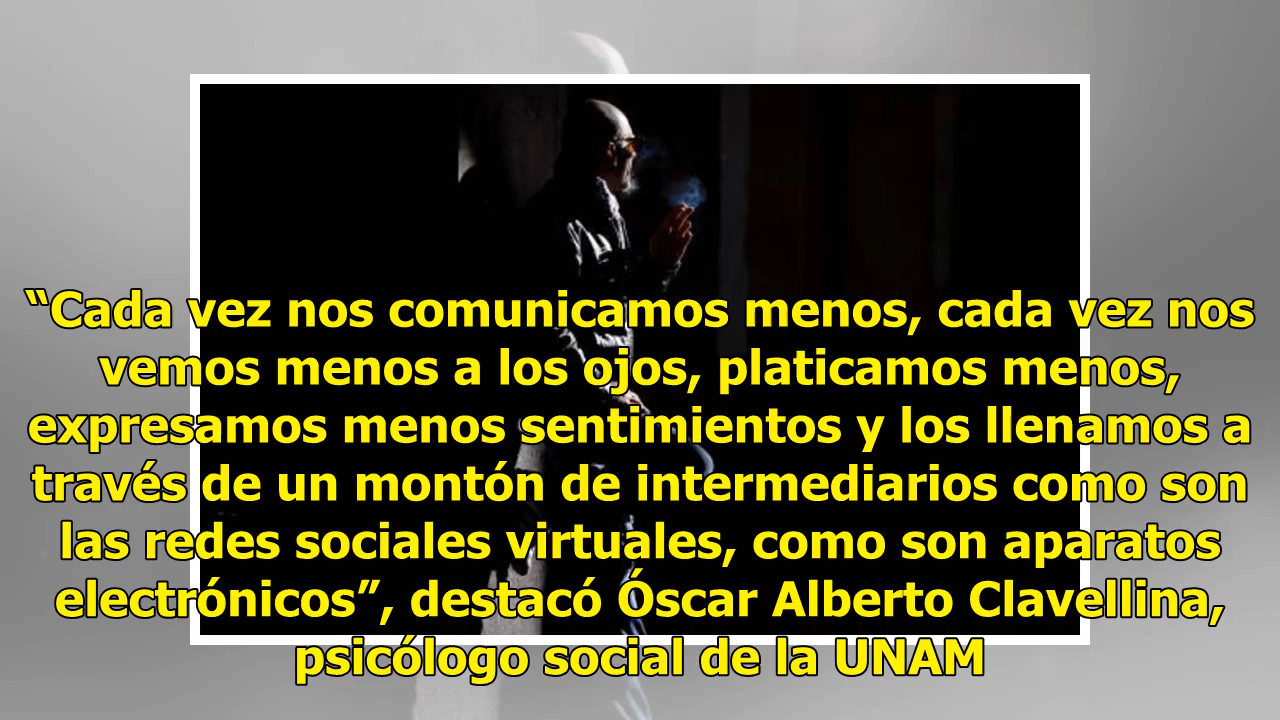 “Cada vez nos comunicamos menos, cada vez nos
vemos menos a los ojos, platicamos menos,
expresamos menos sentimientos y los llenamos a
través de un montón de intermediarios como son
las redes sociales virtuales, como son aparatos
electrónicos”, destacó Óscar Alberto Clavellina,
psicólogo social de la UNAM